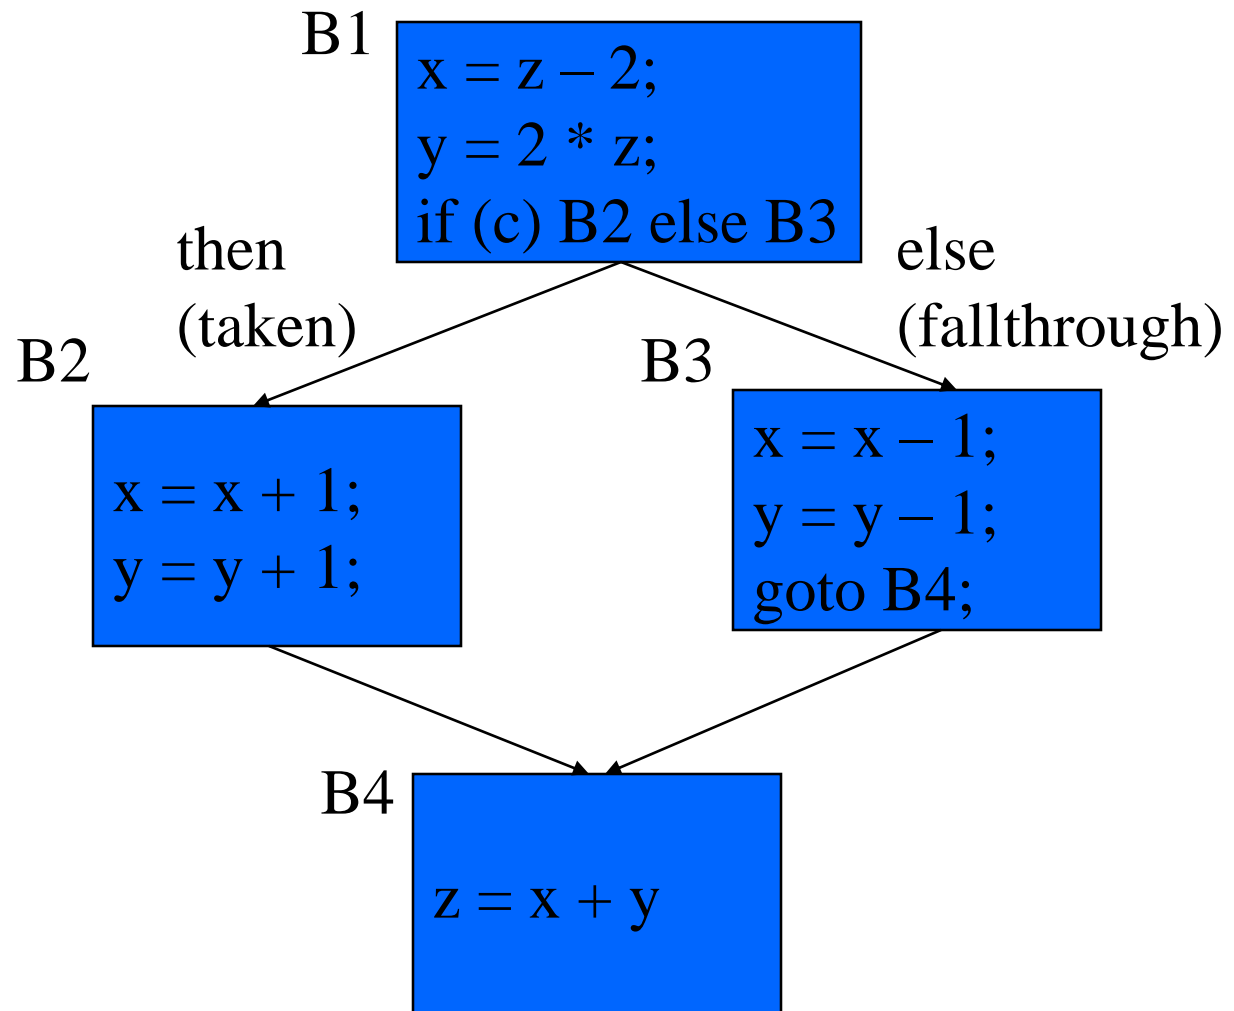 B1
x = z – 2;
y = 2 * z;
if (c) B2 else B3
then
(taken)
else
(fallthrough)
B2
x = x + 1;
y = y + 1;
B3
x = x – 1;
y = y – 1;
goto B4;
B4
z = x + y